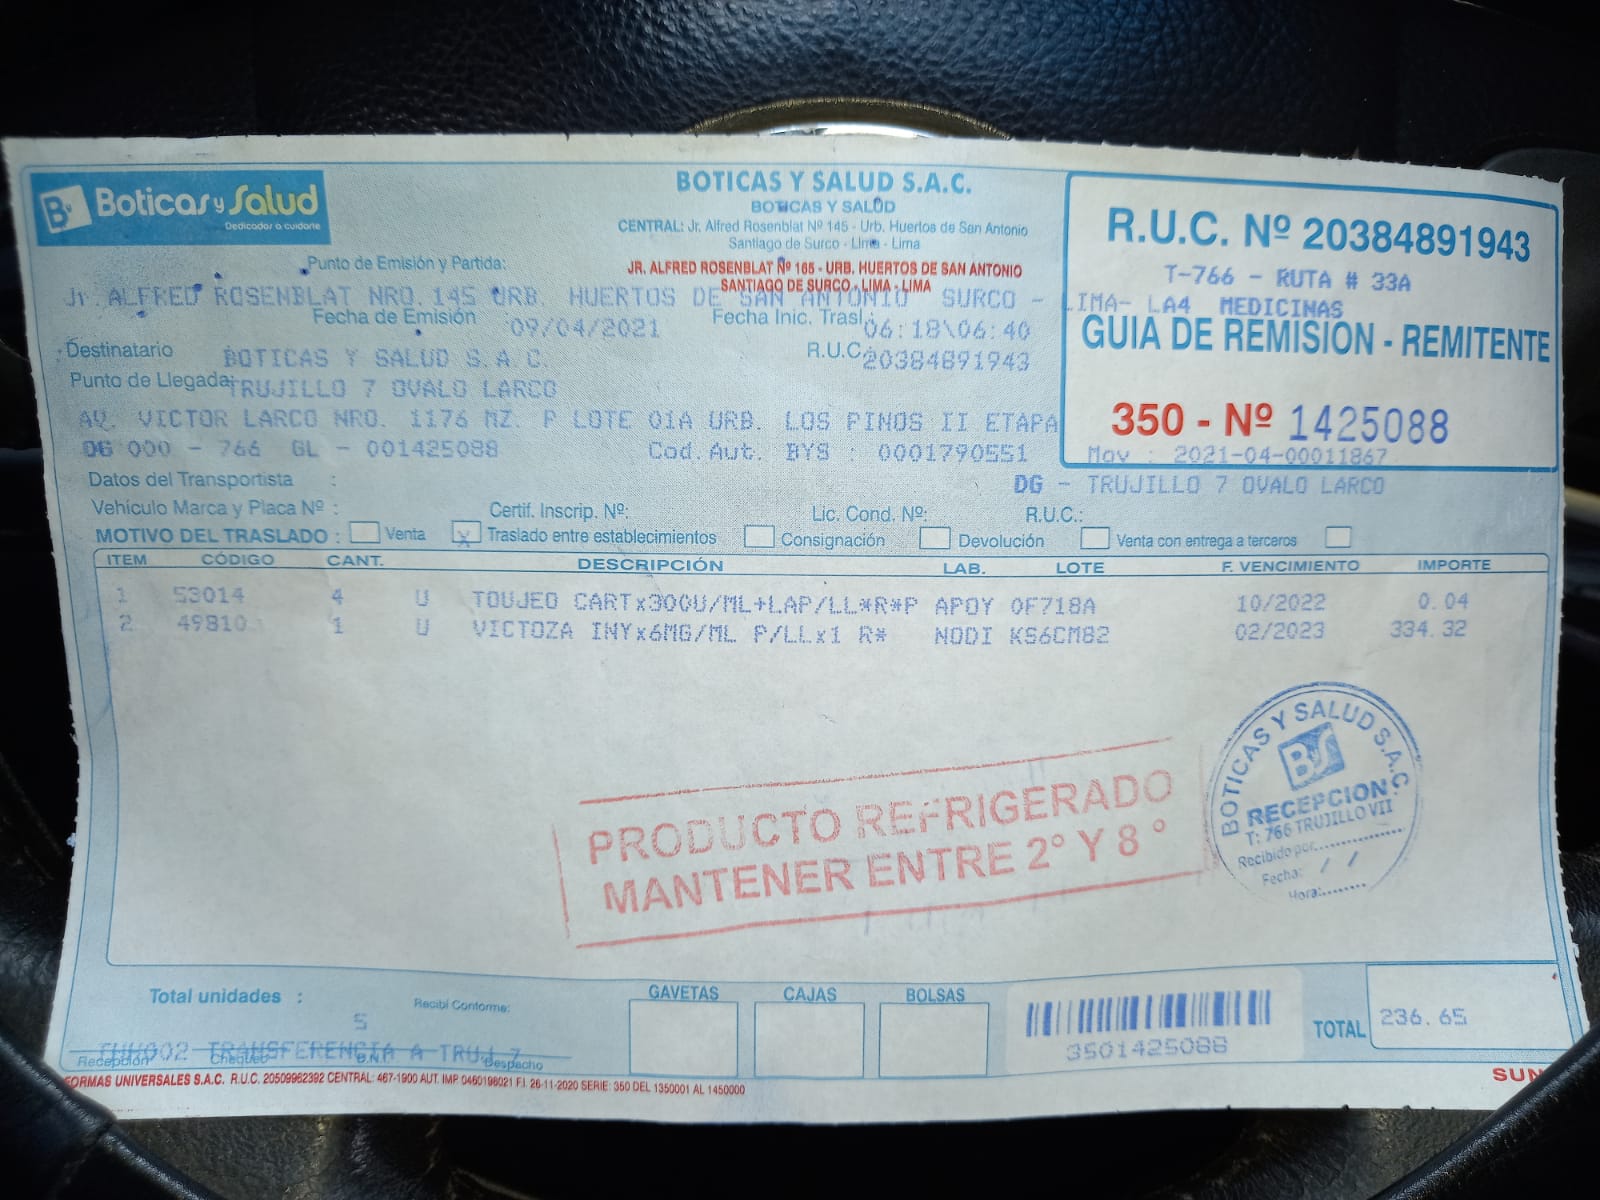 By Boticas y Salud
Dedicados a cuidarte
BOTICAS Y SALUD S.A.C.
BOTICAS Y SALUD
CENTRAL: Jr. Alfred Rosenblat Nº 145 - Urb. Huertos de San Antonio
Santiago de Surco - Lima - Lima
JR. ALFRED ROSENBLAT Nº 165 - URB. HUERTOS DE SAN ANTONIO
SANTIAGO DE SURCO - LIMA - LIMA
R.U.C. Nº 20384891943
T-766 - RUTA # 33A
Punto de Emisión y Partida:
Jr. ALFRED ROSENBLAT NRO. 145 URB. HUERTOS DE SAN ANTONIO SURCO - LIMA- LA4 MEDICINAS
GUIA DE REMISION - REMITENTE
Fecha de Emisión 09/04/2021 Fecha Inic. Trasl.: 06:18\06:40
Destinatario BOTICAS Y SALUD S.A.C. R.U.C. 20384891943
Punto de Llegada: TRUJILLO 7 OVALO LARCO
AV. VICTOR LARCO NRO. 1176 MZ. P LOTE 01A URB. LOS PINOS II ETAPA
350 - Nº 1425088
DG 000 - 766 GL - 001425088 Cod. Aut. BYS : 0001790551
Mov : 2021-04-00011867
Datos del Transportista :
DG - TRUJILLO 7 OVALO LARCO
Vehículo Marca y Placa Nº : Certif. Inscrip. Nº: Lic. Cond. Nº: R.U.C.:
MOTIVO DEL TRASLADO : Venta x Traslado entre establecimientos Consignación Devolución Venta con entrega a terceros
ITEM CÓDIGO CANT. DESCRIPCIÓN LAB. LOTE F. VENCIMIENTO IMPORTE
1 53014 4 U TOUJEO CARTx300U/ML+LAP/LL*R*P APOY 0F718A 10/2022 0.04
2 49810 1 U VICTOZA INYx6MG/ML P/LLx1 R* NODI KS6CM82 02/2023 334.32
PRODUCTO REFRIGERADO
MANTENER ENTRE 2° Y 8°
BOTICAS Y SALUD S.A.C
BS
RECEPCION
T: 766 TRUJILLO VII
Recibido por:
Fecha: / /
Hora:
Total unidades : 5
Recibí Conforme:
GAVETAS CAJAS BOLSAS
3501425088
TOTAL 236.65
TRANSFERENCIA A TRUJ 7
Recepción Chequeo Despacho
FORMAS UNIVERSALES S.A.C. R.U.C. 20509962392 CENTRAL: 467-1900 AUT. IMP. 0460196021 F.I. 26-11-2020 SERIE: 350 DEL 1350001 AL 1450000
SUN